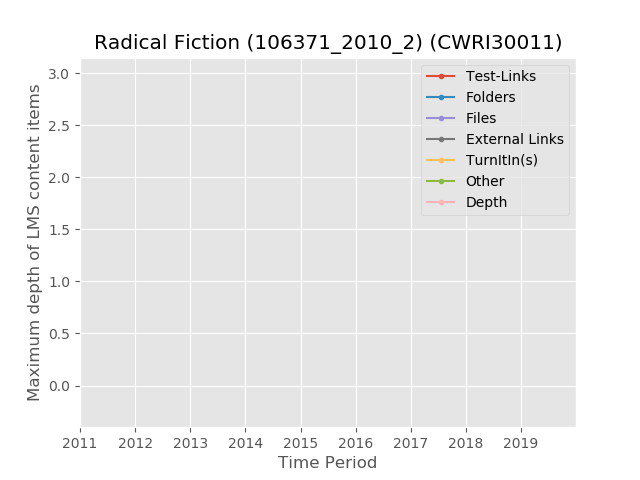 Radical Fiction (106371_2010_2) (CWRI30011)
Test-Links
Folders
Files
External Links
TurnItIn(s)
Other
Depth
Maximum depth of LMS content items
3.0
2.5
2.0
1.5
1.0
0.5
0.0
2011 2012 2013 2014 2015 2016 2017 2018 2019
Time Period